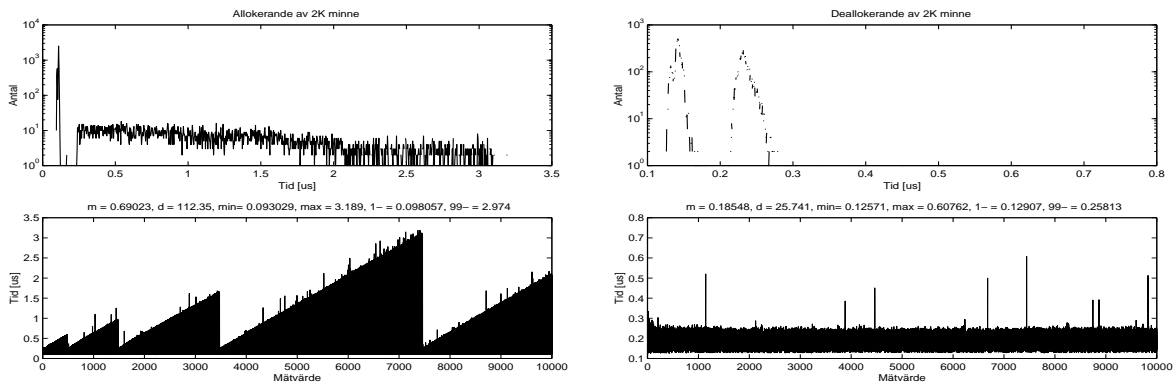 Allokerande av 2K minne
10^4
10^3
10^2
10^1
10^0
Antal
0 0.5 1 1.5 2 2.5 3 3.5
Tid [us]
m = 0.69023, d = 112.35, min= 0.093029, max = 3.189, 1− = 0.098057, 99− = 2.974
3.5
3
2.5
2
1.5
1
0.5
0
Tid [us]
0 1000 2000 3000 4000 5000 6000 7000 8000 9000 10000
Mätvärde
Deallokerande av 2K minne
10^3
10^2
10^1
10^0
Antal
0.1 0.2 0.3 0.4 0.5 0.6 0.7 0.8
Tid [us]
m = 0.18548, d = 25.741, min= 0.12571, max = 0.60762, 1− = 0.12907, 99− = 0.25813
0.8
0.7
0.6
0.5
0.4
0.3
0.2
0.1
Tid [us]
0 1000 2000 3000 4000 5000 6000 7000 8000 9000 10000
Mätvärde